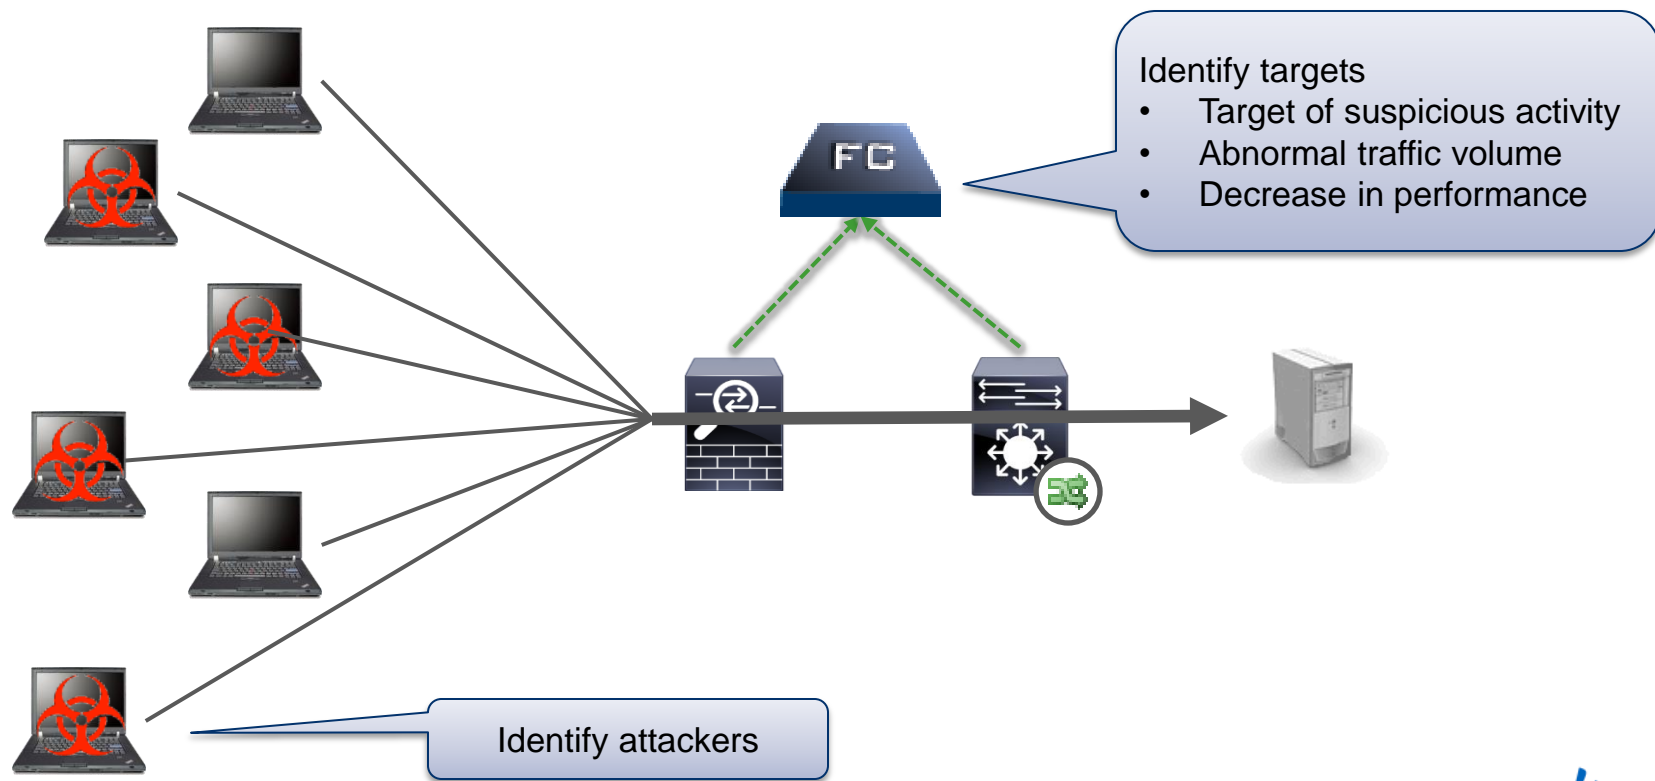 Identify targets
• Target of suspicious activity
• Abnormal traffic volume
• Decrease in performance
FC
Identify attackers